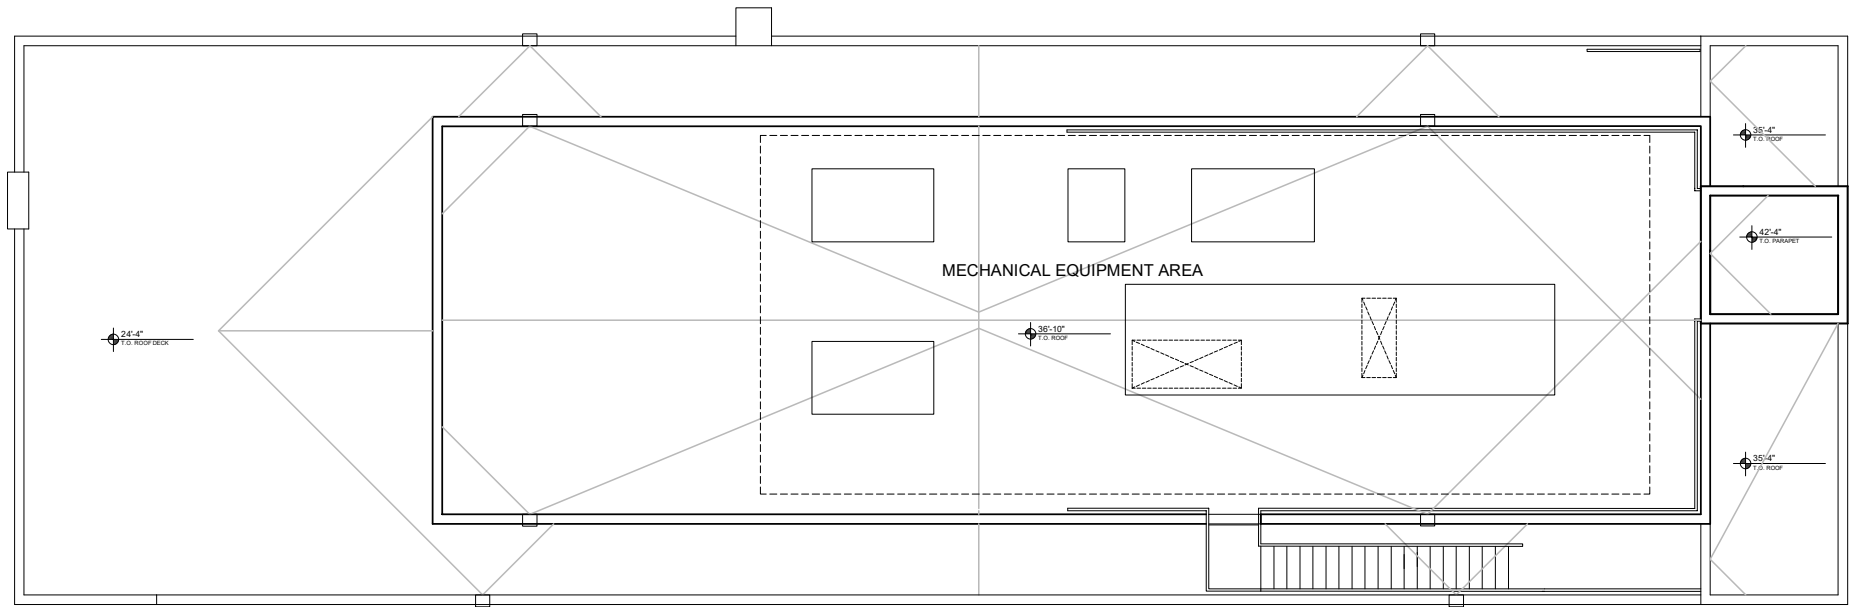 35'-4"
T.O. ROOF
42'-4"
T.O. PARAPET
MECHANICAL EQUIPMENT AREA
24'-4"
T.O. ROOF DECK
36'-10"
T.O. ROOF
35'-4"
T.O. ROOF